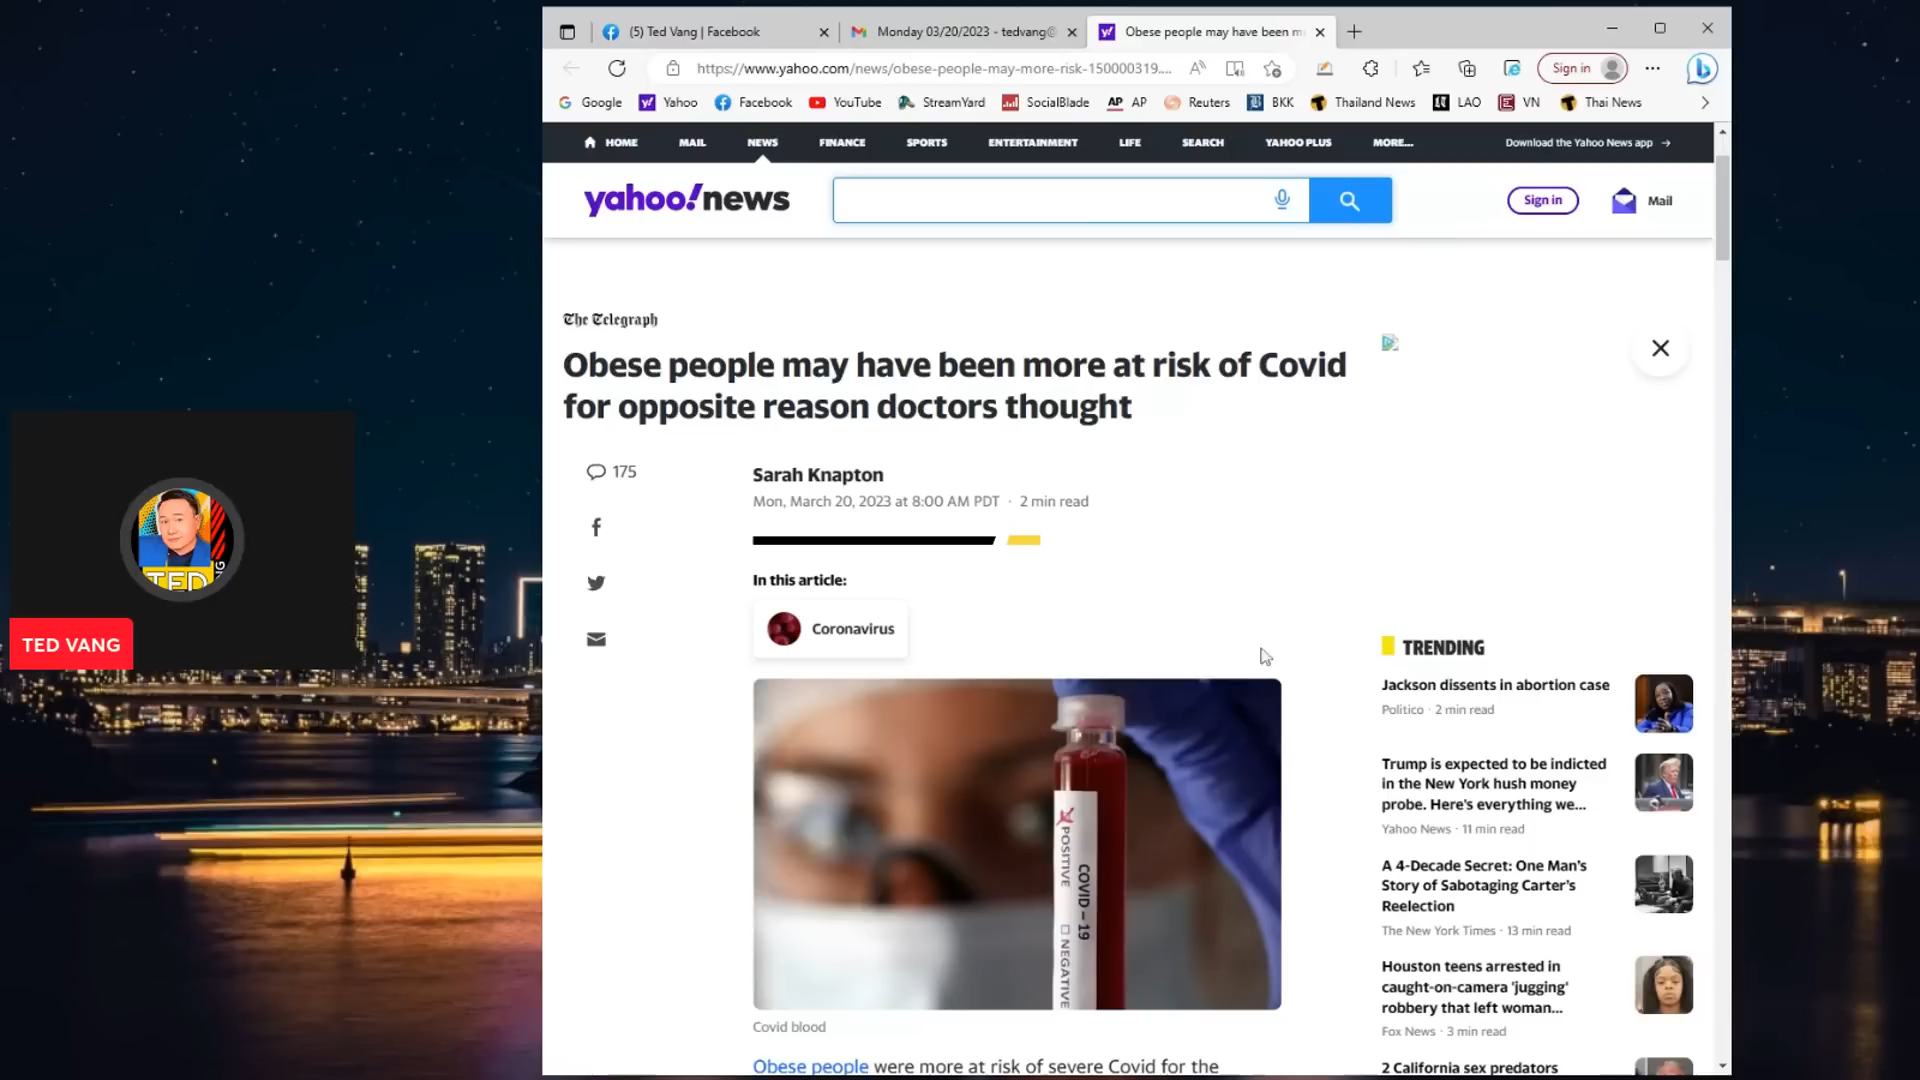 (5) Ted Vang | Facebook
Monday 03/20/2023 - tedvang@
Obese people may have been m
https://www.yahoo.com/news/obese-people-may-more-risk-150000319....
Sign in
Google
Yahoo
Facebook
YouTube
StreamYard
SocialBlade
AP AP
Reuters
BKK
Thailand News
LAO
VN
Thai News
HOME
MAIL
NEWS
FINANCE
SPORTS
ENTERTAINMENT
LIFE
SEARCH
YAHOO PLUS
MORE...
Download the Yahoo News app →
yahoo!news
Sign in
Mail
The Telegraph
Obese people may have been more at risk of Covid
for opposite reason doctors thought
175
Sarah Knapton
Mon, March 20, 2023 at 8:00 AM PDT · 2 min read
In this article:
Coronavirus
POSITIVE
COVID-19
NEGATIVE
Covid blood
Obese people were more at risk of severe Covid for the
TRENDING
Jackson dissents in abortion case
Politico · 2 min read
Trump is expected to be indicted
in the New York hush money
probe. Here's everything we...
Yahoo News · 11 min read
A 4-Decade Secret: One Man's
Story of Sabotaging Carter's
Reelection
The New York Times · 13 min read
Houston teens arrested in
caught-on-camera 'jugging'
robbery that left woman...
Fox News · 3 min read
2 California sex predators
TED
TED VANG